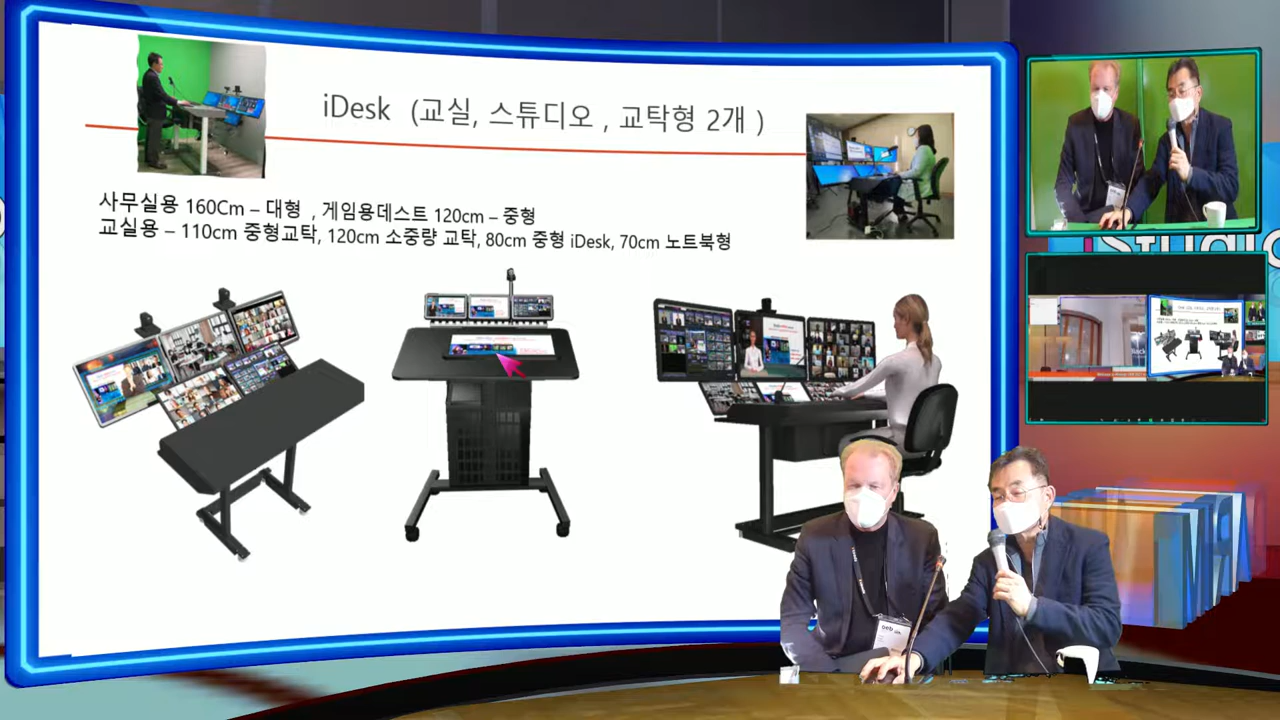 iDesk (교실, 스튜디오 , 교탁형 2개 )
사무실용 160Cm – 대형 , 게임용데스트 120cm – 중형
교실용 – 110cm 중형교탁, 120cm 소중량 교탁, 80cm 중형 iDesk, 70cm 노트북형
iStudio
oeb